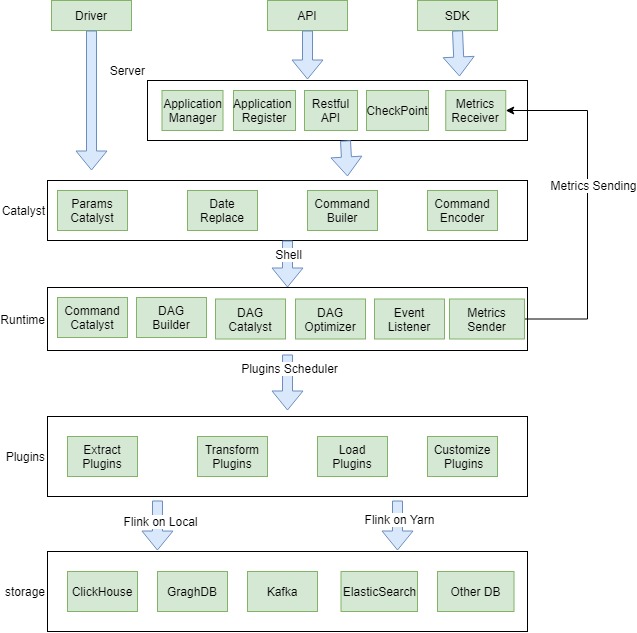 Driver
API
SDK
Server
Application
Manager
Application
Register
Restful
API
CheckPoint
Metrics
Receiver
Metrics Sending
Catalyst
Params
Catalyst
Date
Replace
Command
Builer
Command
Encoder
Shell
Runtime
Command
Catalyst
DAG
Builder
DAG
Catalyst
DAG
Optimizer
Event
Listener
Metrics
Sender
Plugins Scheduler
Plugins
Extract
Plugins
Transform
Plugins
Load
Plugins
Customize
Plugins
Flink on Local
Flink on Yarn
storage
ClickHouse
GraghDB
Kafka
ElasticSearch
Other DB